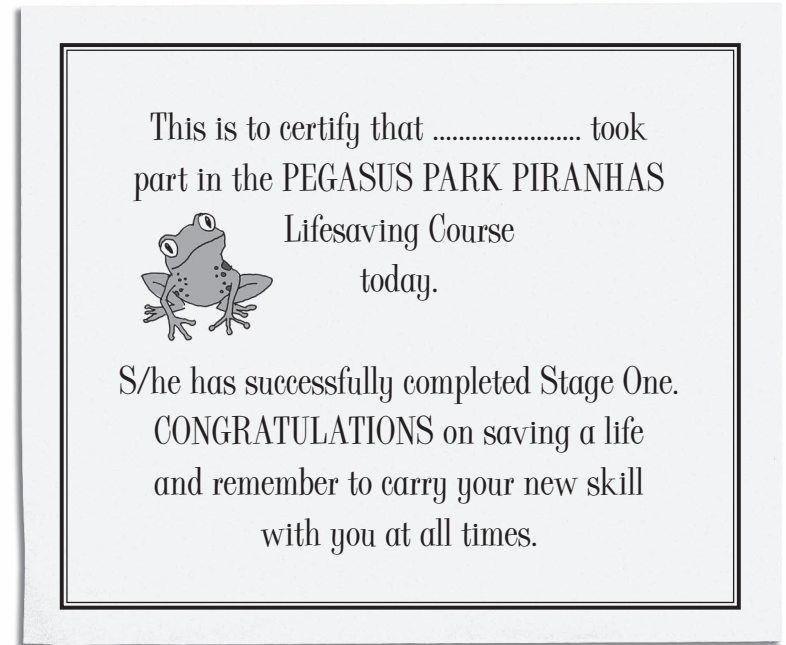 This is to certify that ....................... took
part in the PEGASUS PARK PIRANHAS
Lifesaving Course
today.
S/he has successfully completed Stage One.
CONGRATULATIONS on saving a life
and remember to carry your new skill
with you at all times.